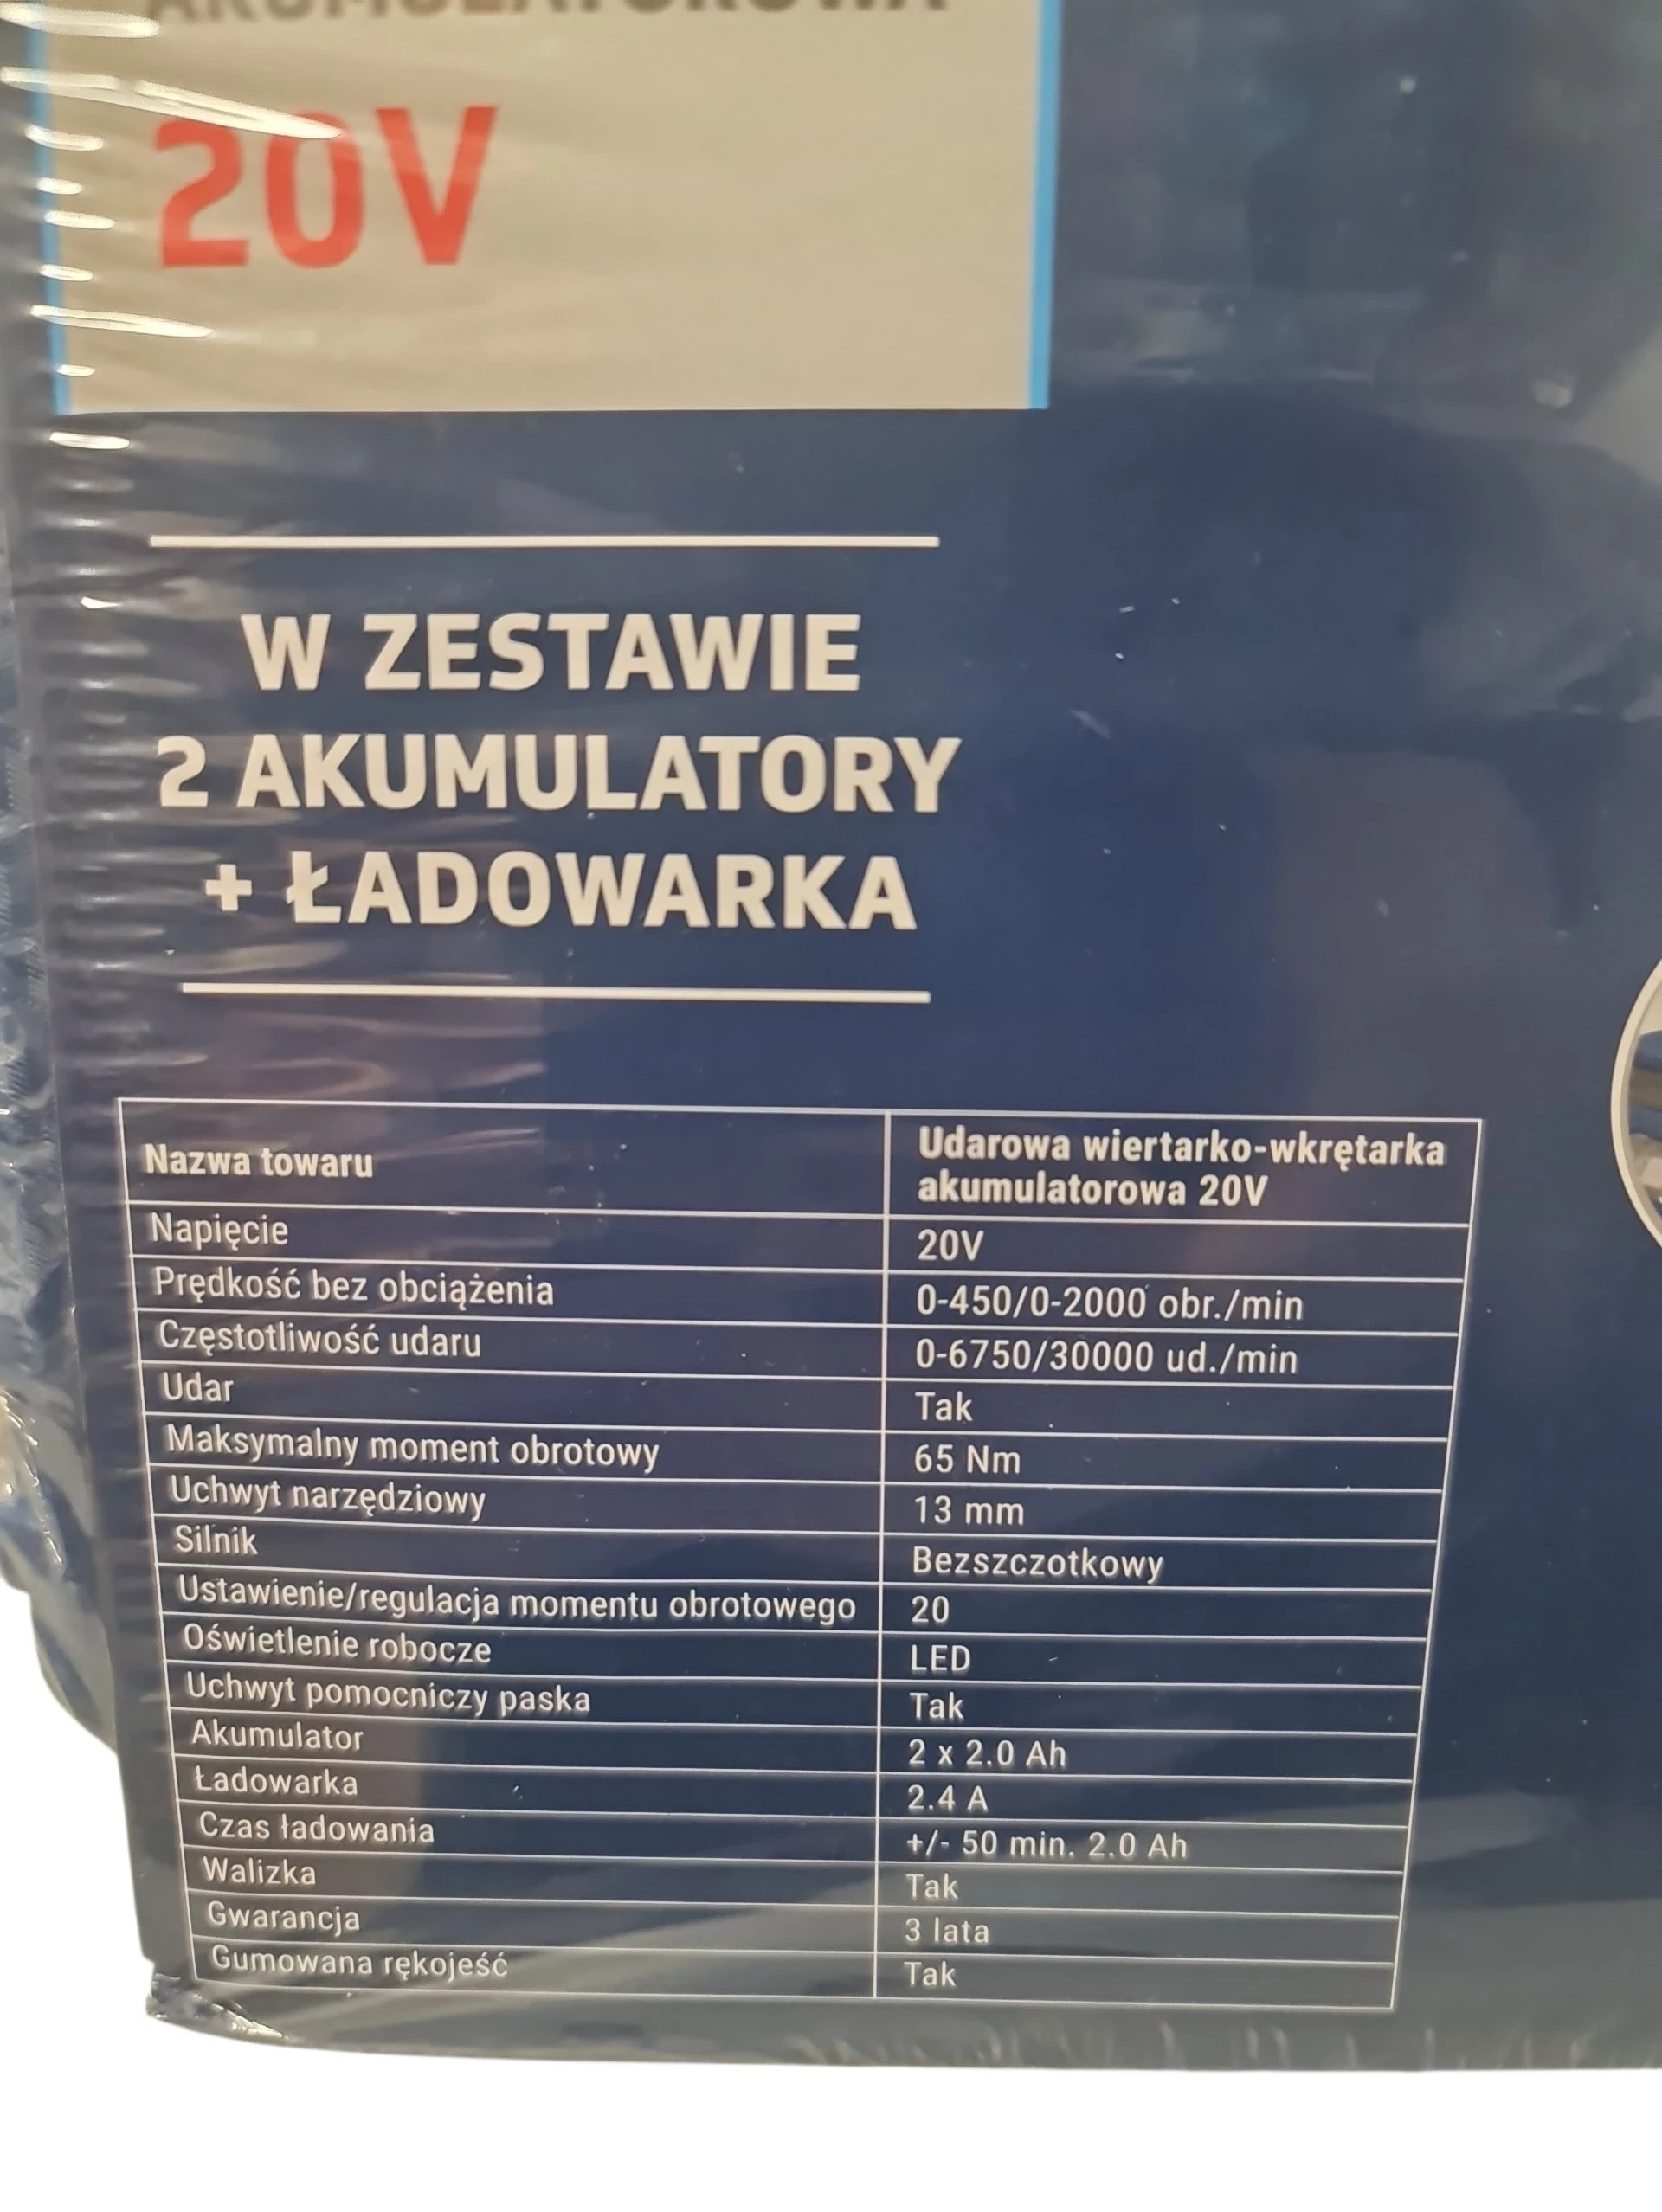 AKUMULATOROWA
20V
W ZESTAWIE
2 AKUMULATORY
+ ŁADOWARKA
Nazwa towaru Udarowa wiertarko-wkrętarka
akumulatorowa 20V
Napięcie 20V
Prędkość bez obciążenia 0-450/0-2000 obr./min
Częstotliwość udaru 0-6750/30000 ud./min
Udar Tak
Maksymalny moment obrotowy 65 Nm
Uchwyt narzędziowy 13 mm
Silnik Bezszczotkowy
Ustawienie/regulacja momentu obrotowego 20
Oświetlenie robocze LED
Uchwyt pomocniczy paska Tak
Akumulator 2 x 2.0 Ah
Ładowarka 2.4 A
Czas ładowania +/- 50 min. 2.0 Ah
Walizka Tak
Gwarancja 3 lata
Gumowana rękojeść Tak